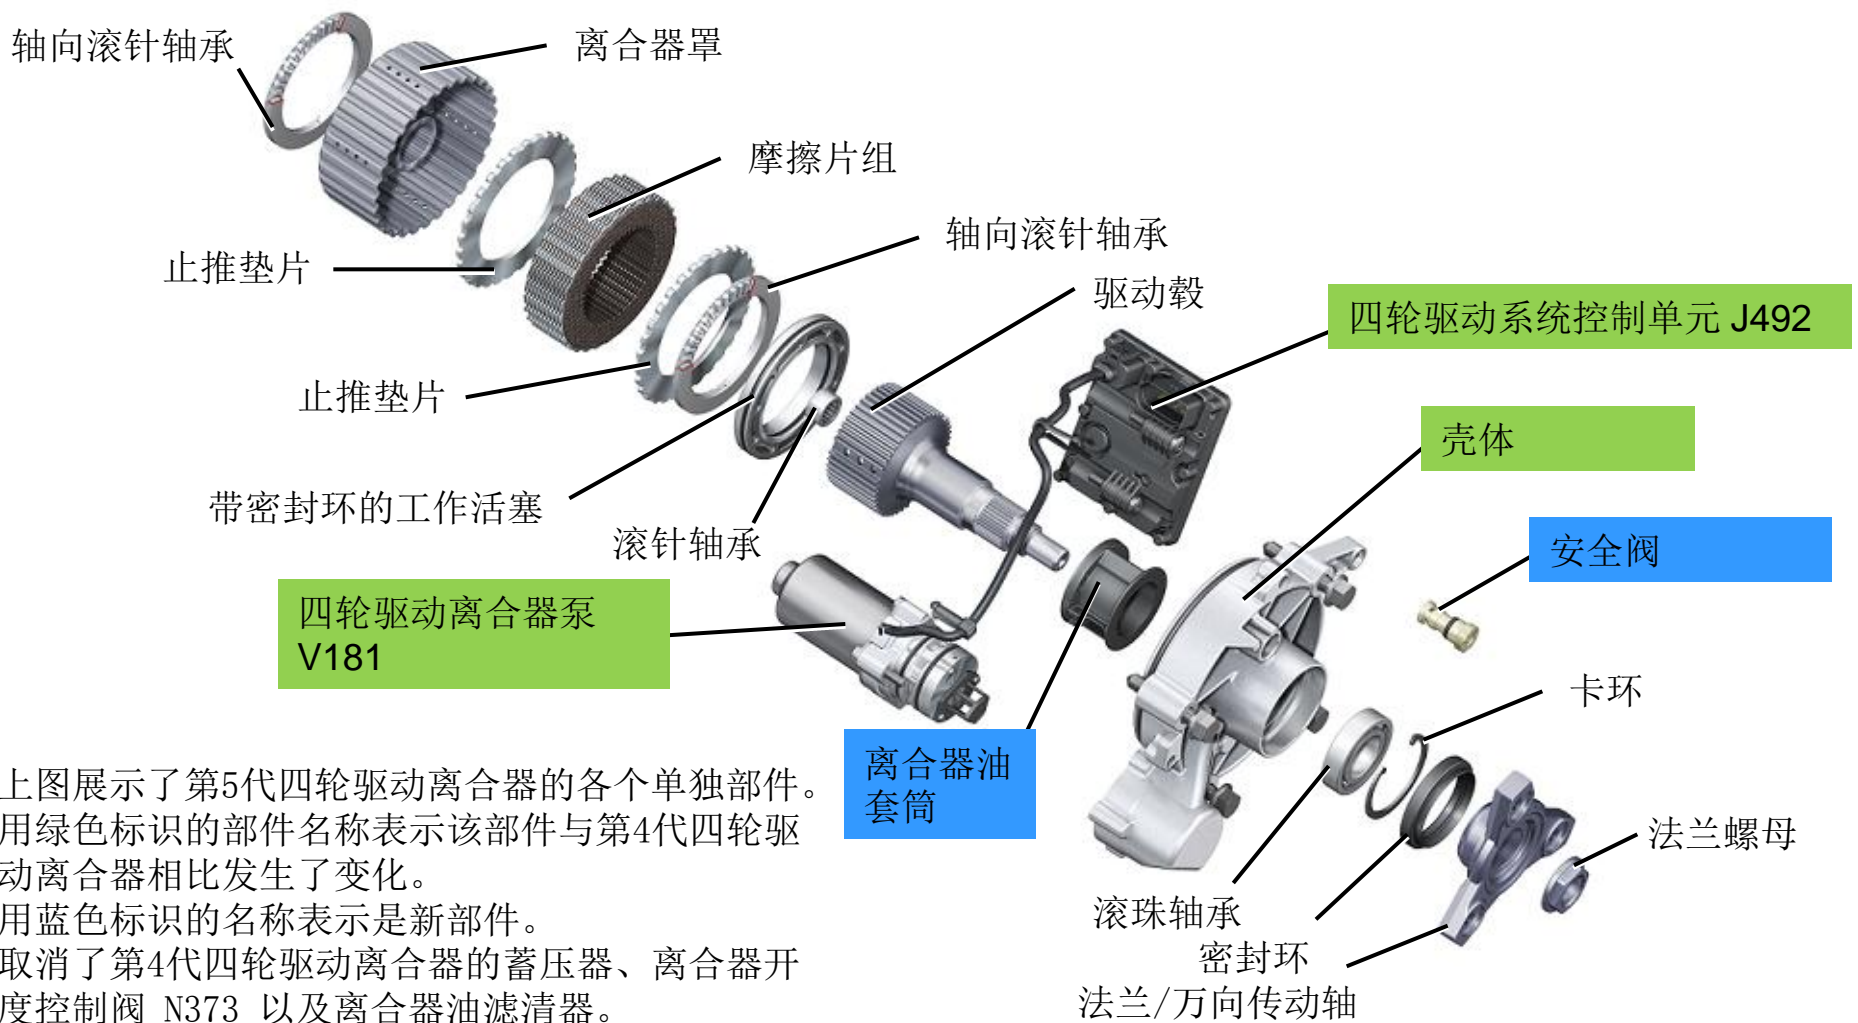 轴向滚针轴承
离合器罩
摩擦片组
轴向滚针轴承
止推垫片
驱动毂
四轮驱动系统控制单元 J492
止推垫片
壳体
带密封环的工作活塞
滚针轴承
安全阀
四轮驱动离合器泵
V181
卡环
离合器油
套筒
法兰螺母
滚珠轴承
密封环
法兰/万向传动轴
上图展示了第5代四轮驱动离合器的各个单独部件。
用绿色标识的部件名称表示该部件与第4代四轮驱
动离合器相比发生了变化。
用蓝色标识的名称表示是新部件。
取消了第4代四轮驱动离合器的蓄压器、离合器开
度控制阀 N373 以及离合器油滤清器。